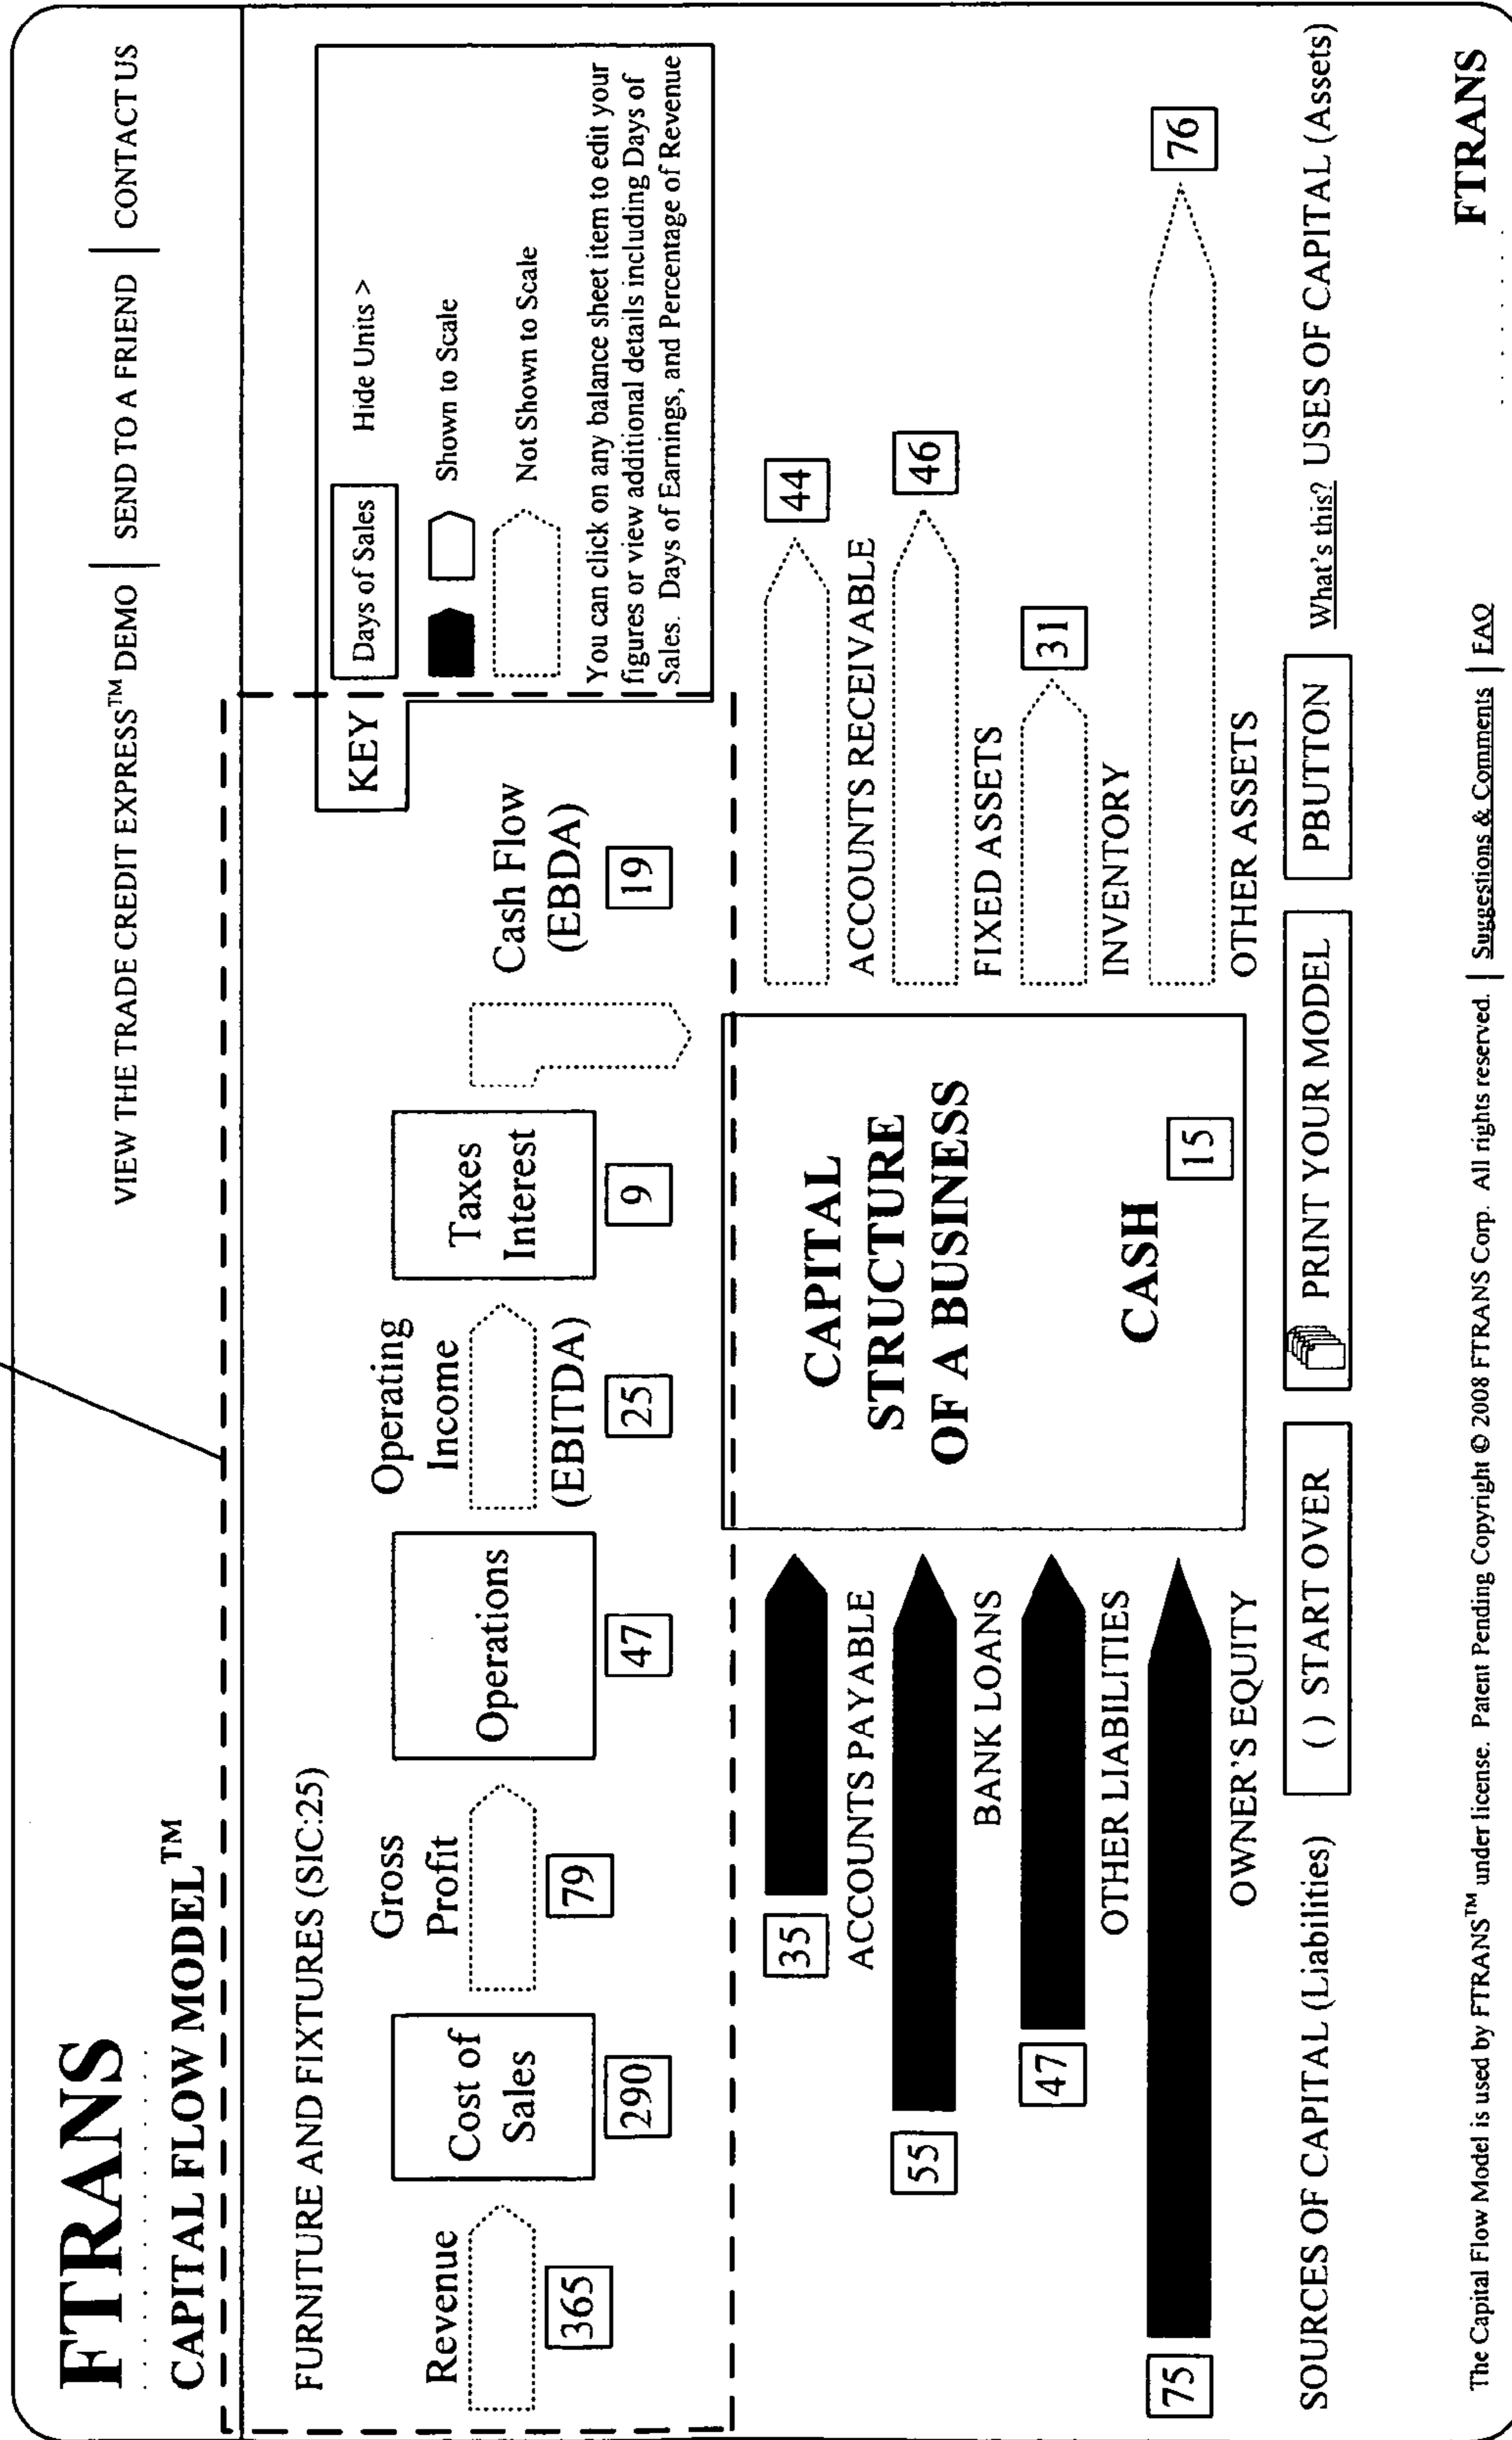 FTRANS
CAPITAL FLOW MODEL™
VIEW THE TRADE CREDIT EXPRESS™ DEMO | SEND TO A FRIEND | CONTACT US
FURNITURE AND FIXTURES (SIC:25)
Revenue
365
Cost of
Sales
290
Gross
Profit
79
Operations
47
Operating
Income
(EBITDA)
25
Taxes
Interest
9
Cash Flow
(EBDA)
19
KEY
Days of Sales
Hide Units >
Shown to Scale
Not Shown to Scale
You can click on any balance sheet item to edit your
figures or view additional details including Days of
Sales. Days of Earnings, and Percentage of Revenue
35
ACCOUNTS PAYABLE
55
BANK LOANS
47
OTHER LIABILITIES
75
OWNER'S EQUITY
CAPITAL
STRUCTURE
OF A BUSINESS
CASH
15
44
ACCOUNTS RECEIVABLE
46
FIXED ASSETS
31
INVENTORY
76
OTHER ASSETS
SOURCES OF CAPITAL (Liabilities)
( ) START OVER
PRINT YOUR MODEL
PBUTTON
What's this?
USES OF CAPITAL (Assets)
The Capital Flow Model is used by FTRANS™ under license. Patent Pending Copyright © 2008 FTRANS Corp. All rights reserved. | Suggestions & Comments | FAQ
FTRANS